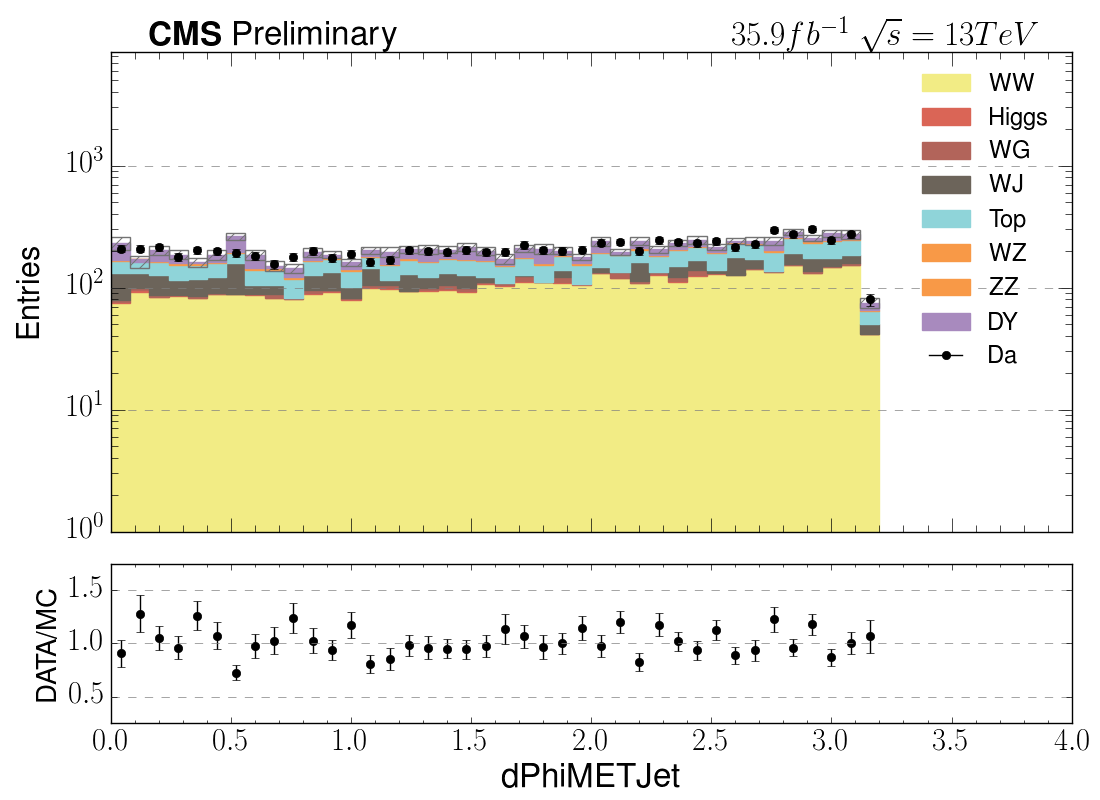 CMS Preliminary
35.9fb⁻¹ √s = 13TeV
WW
Higgs
WG
WJ
Top
WZ
ZZ
DY
Da
Entries
10³
10²
10¹
10⁰
DATA/MC
1.5
1.0
0.5
0.0 0.5 1.0 1.5 2.0 2.5 3.0 3.5 4.0
dPhiMETJet